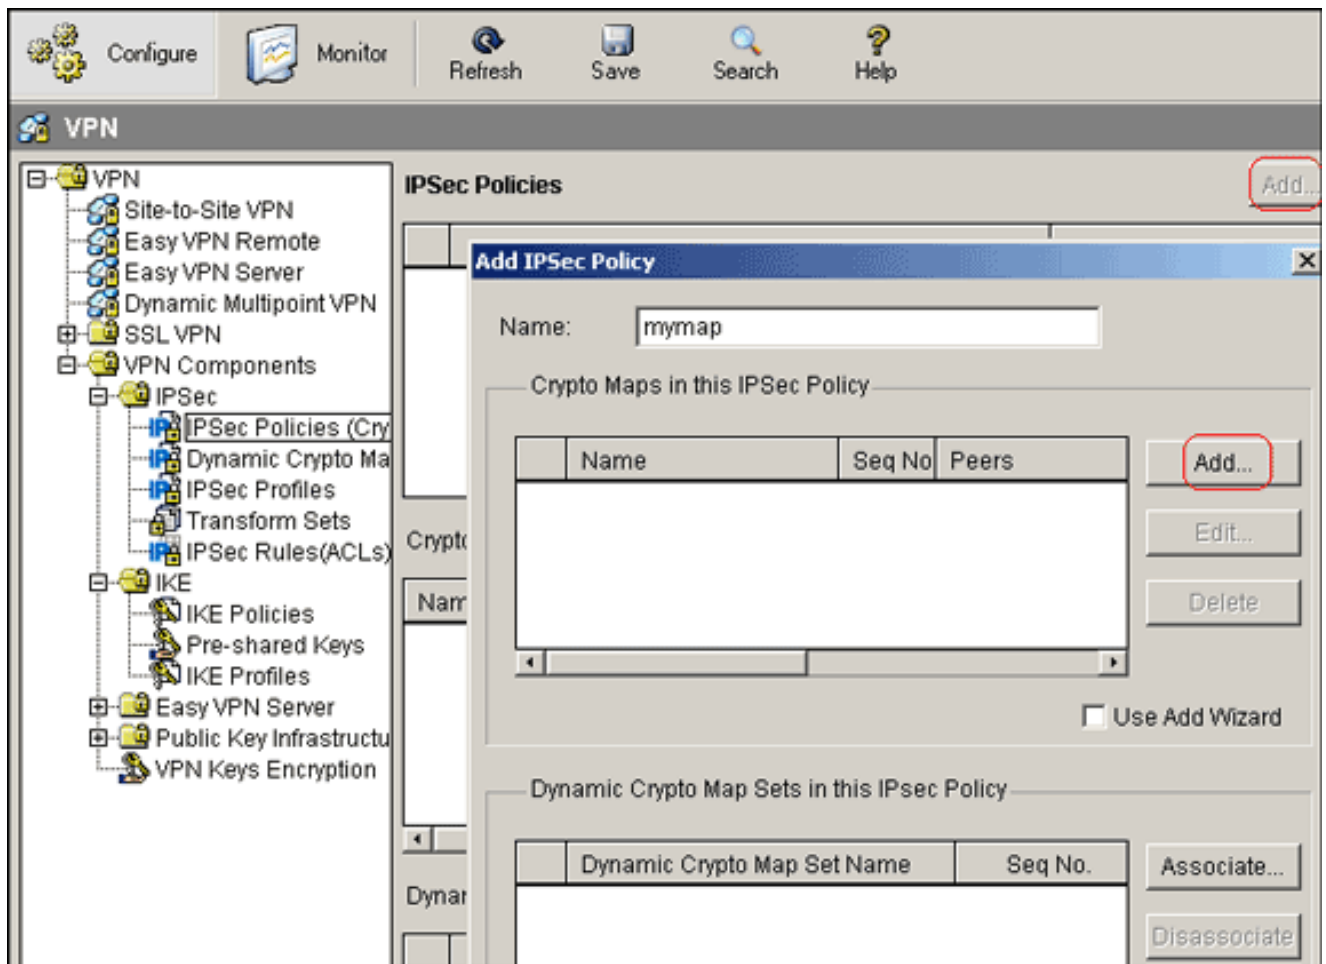 Configure
Monitor
Refresh
Save
Search
Help
VPN
VPN
Site-to-Site VPN
Easy VPN Remote
Easy VPN Server
Dynamic Multipoint VPN
SSL VPN
VPN Components
IPSec
IPSec Policies (Cry
Dynamic Crypto Ma
IPSec Profiles
Transform Sets
IPSec Rules(ACLs)
IKE
IKE Policies
Pre-shared Keys
IKE Profiles
Easy VPN Server
Public Key Infrastructu
VPN Keys Encryption
IPSec Policies
Add...
Crypto
Nam
Dynar
Add IPSec Policy
Name:
mymap
Crypto Maps in this IPSec Policy
Name
Seq No
Peers
Add...
Edit...
Delete
Use Add Wizard
Dynamic Crypto Map Sets in this IPsec Policy
Dynamic Crypto Map Set Name
Seq No.
Associate...
Disassociate